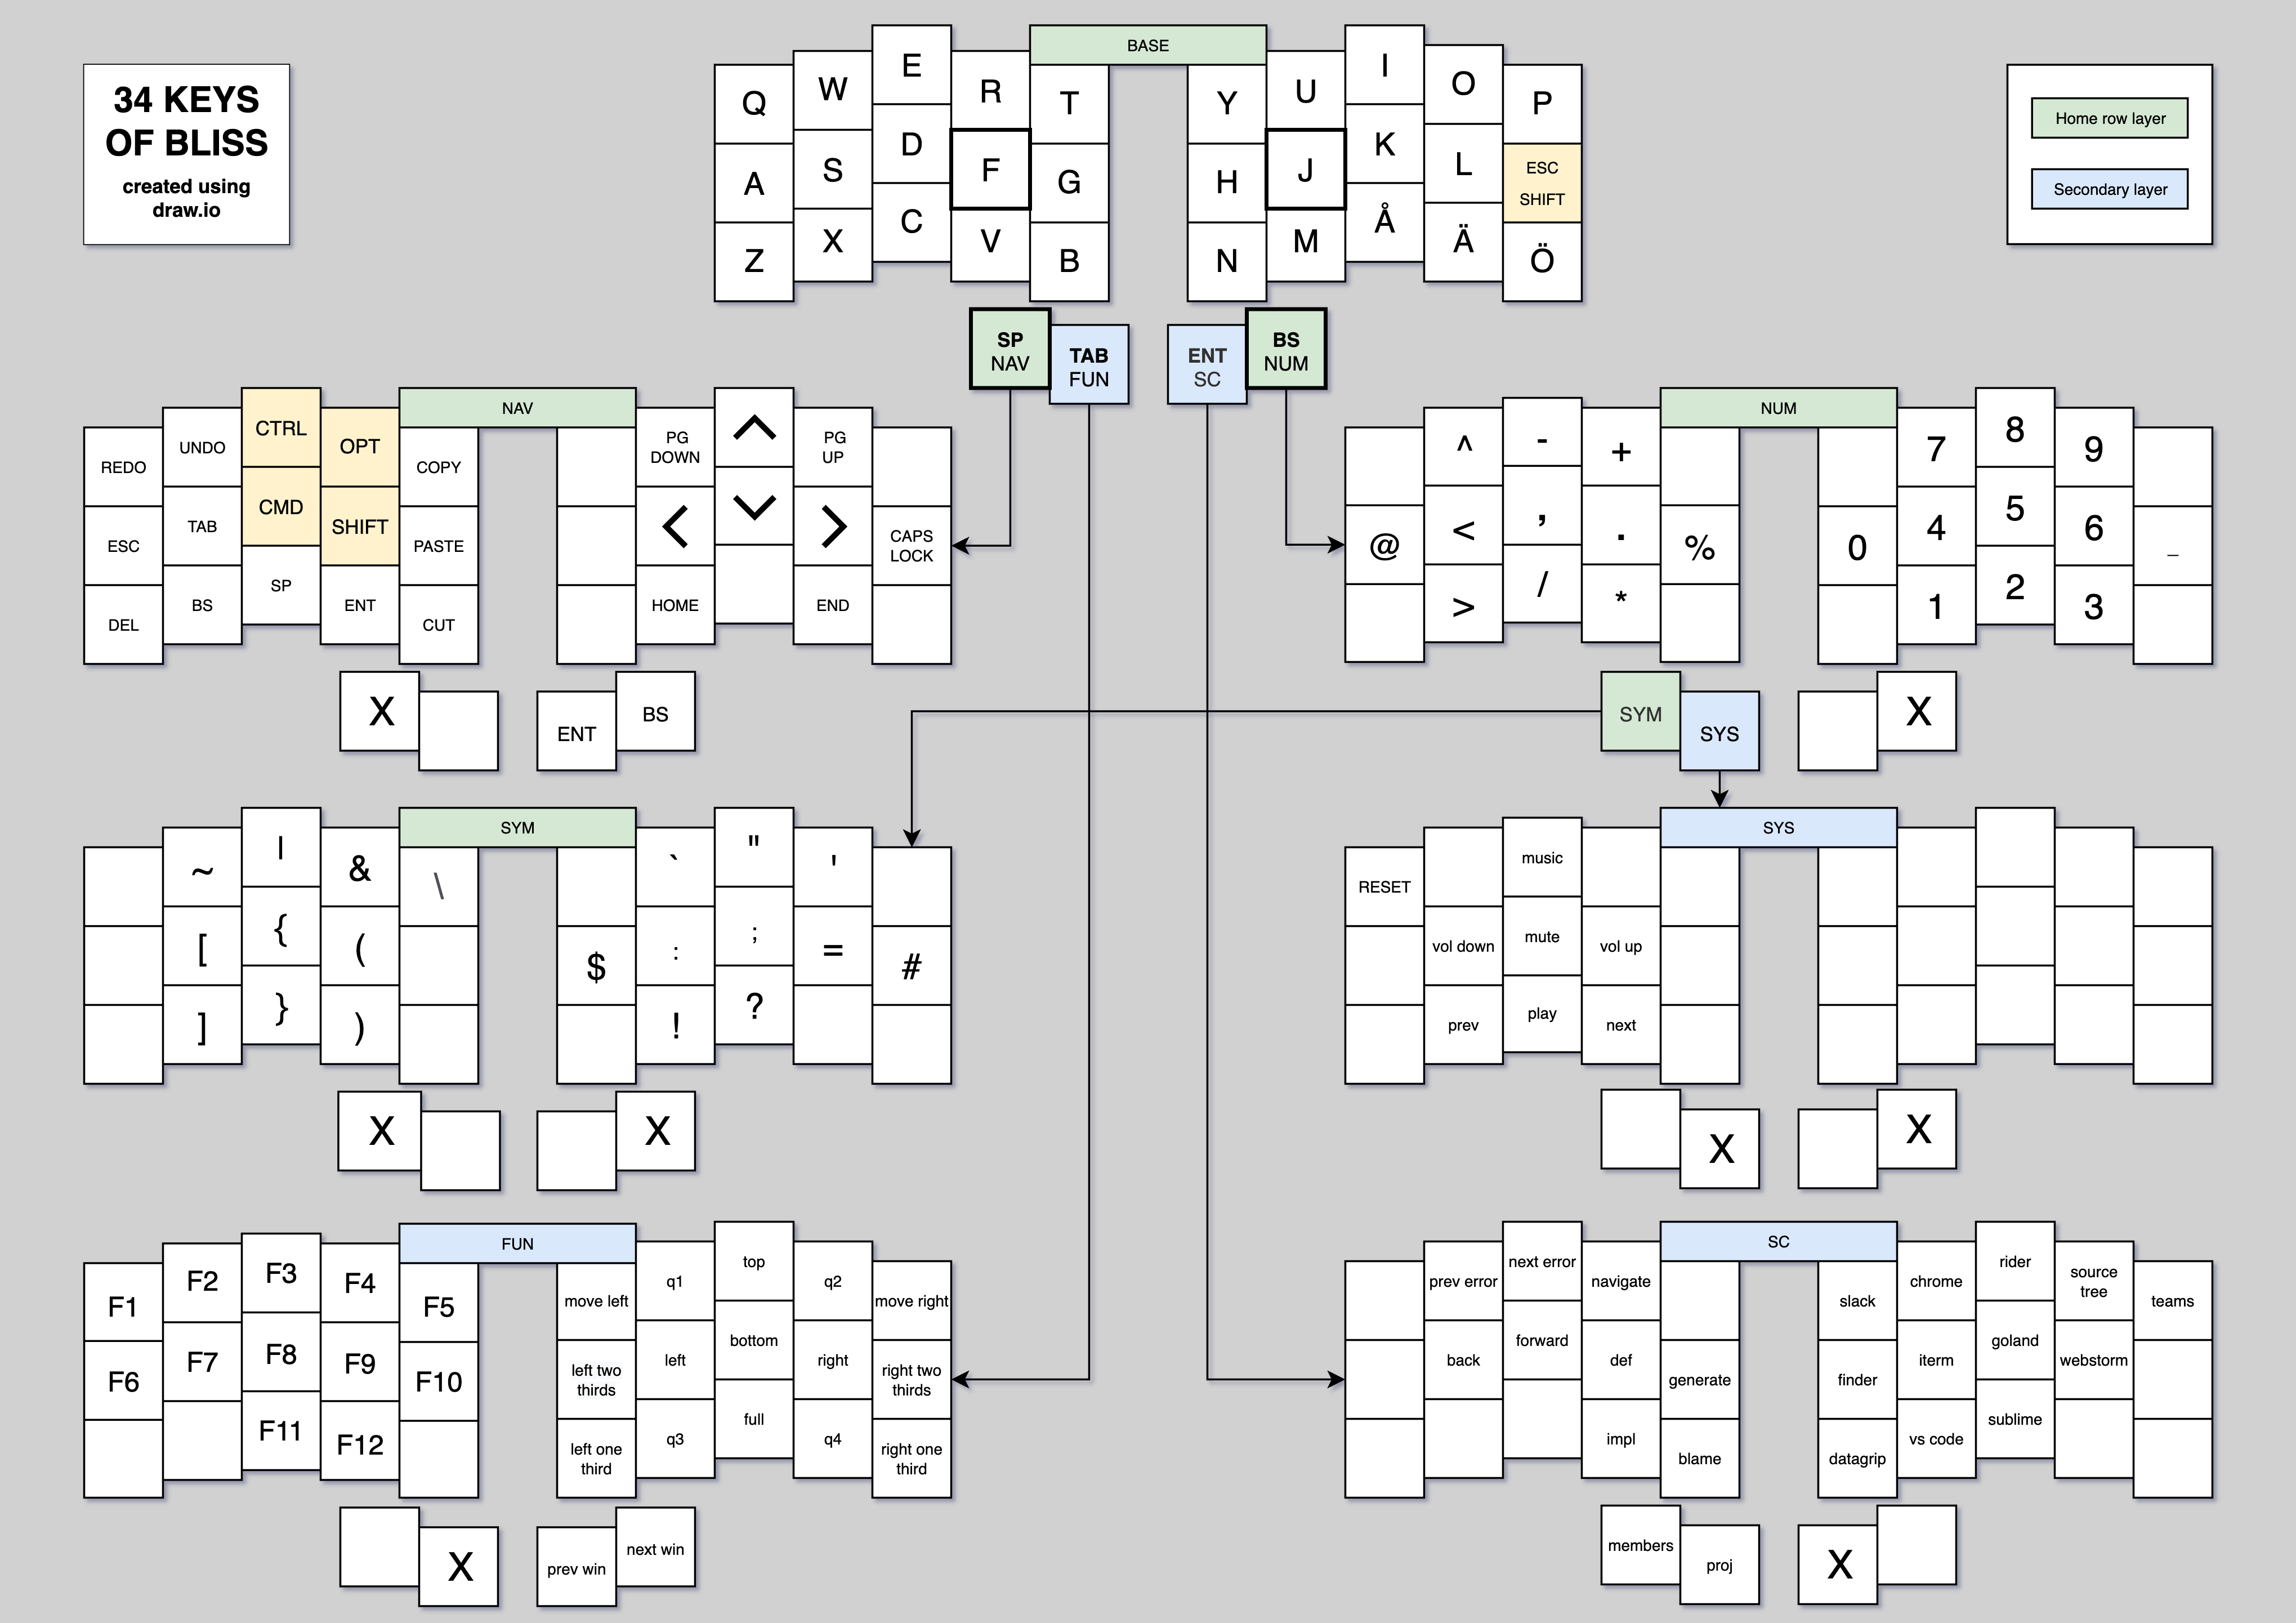 34 KEYS
OF BLISS
created using
draw.io
BASE
Q W E R T Y U I O P
A S D F G H J K L ESC
SHIFT
Z X C V B N M Å Ä Ö
SP
NAV
TAB
FUN
ENT
SC
BS
NUM
Home row layer
Secondary layer
NAV
REDO UNDO CTRL OPT COPY PG
DOWN ^ PG
UP
ESC TAB CMD SHIFT PASTE < v > CAPS
LOCK
DEL BS SP ENT CUT HOME END
X ENT BS
NUM
^ - + 7 8 9
@ < , . % 0 4 5 6 _
> / * 1 2 3
SYM SYS X
SYM
~ | & \ ` " '
[ { ( $ : ; = #
] } ) ! ?
X X
SYS
RESET music
vol down mute vol up
prev play next
X X
FUN
F1 F2 F3 F4 F5 move left q1 top q2 move right
F6 F7 F8 F9 F10 left two
thirds left bottom right right two
thirds
F11 F12 left one
third q3 full q4 right one
third
X prev win next win
SC
prev error next error navigate slack chrome rider source
tree teams
back forward def generate finder iterm goland webstorm
impl blame datagrip vs code sublime
members proj X